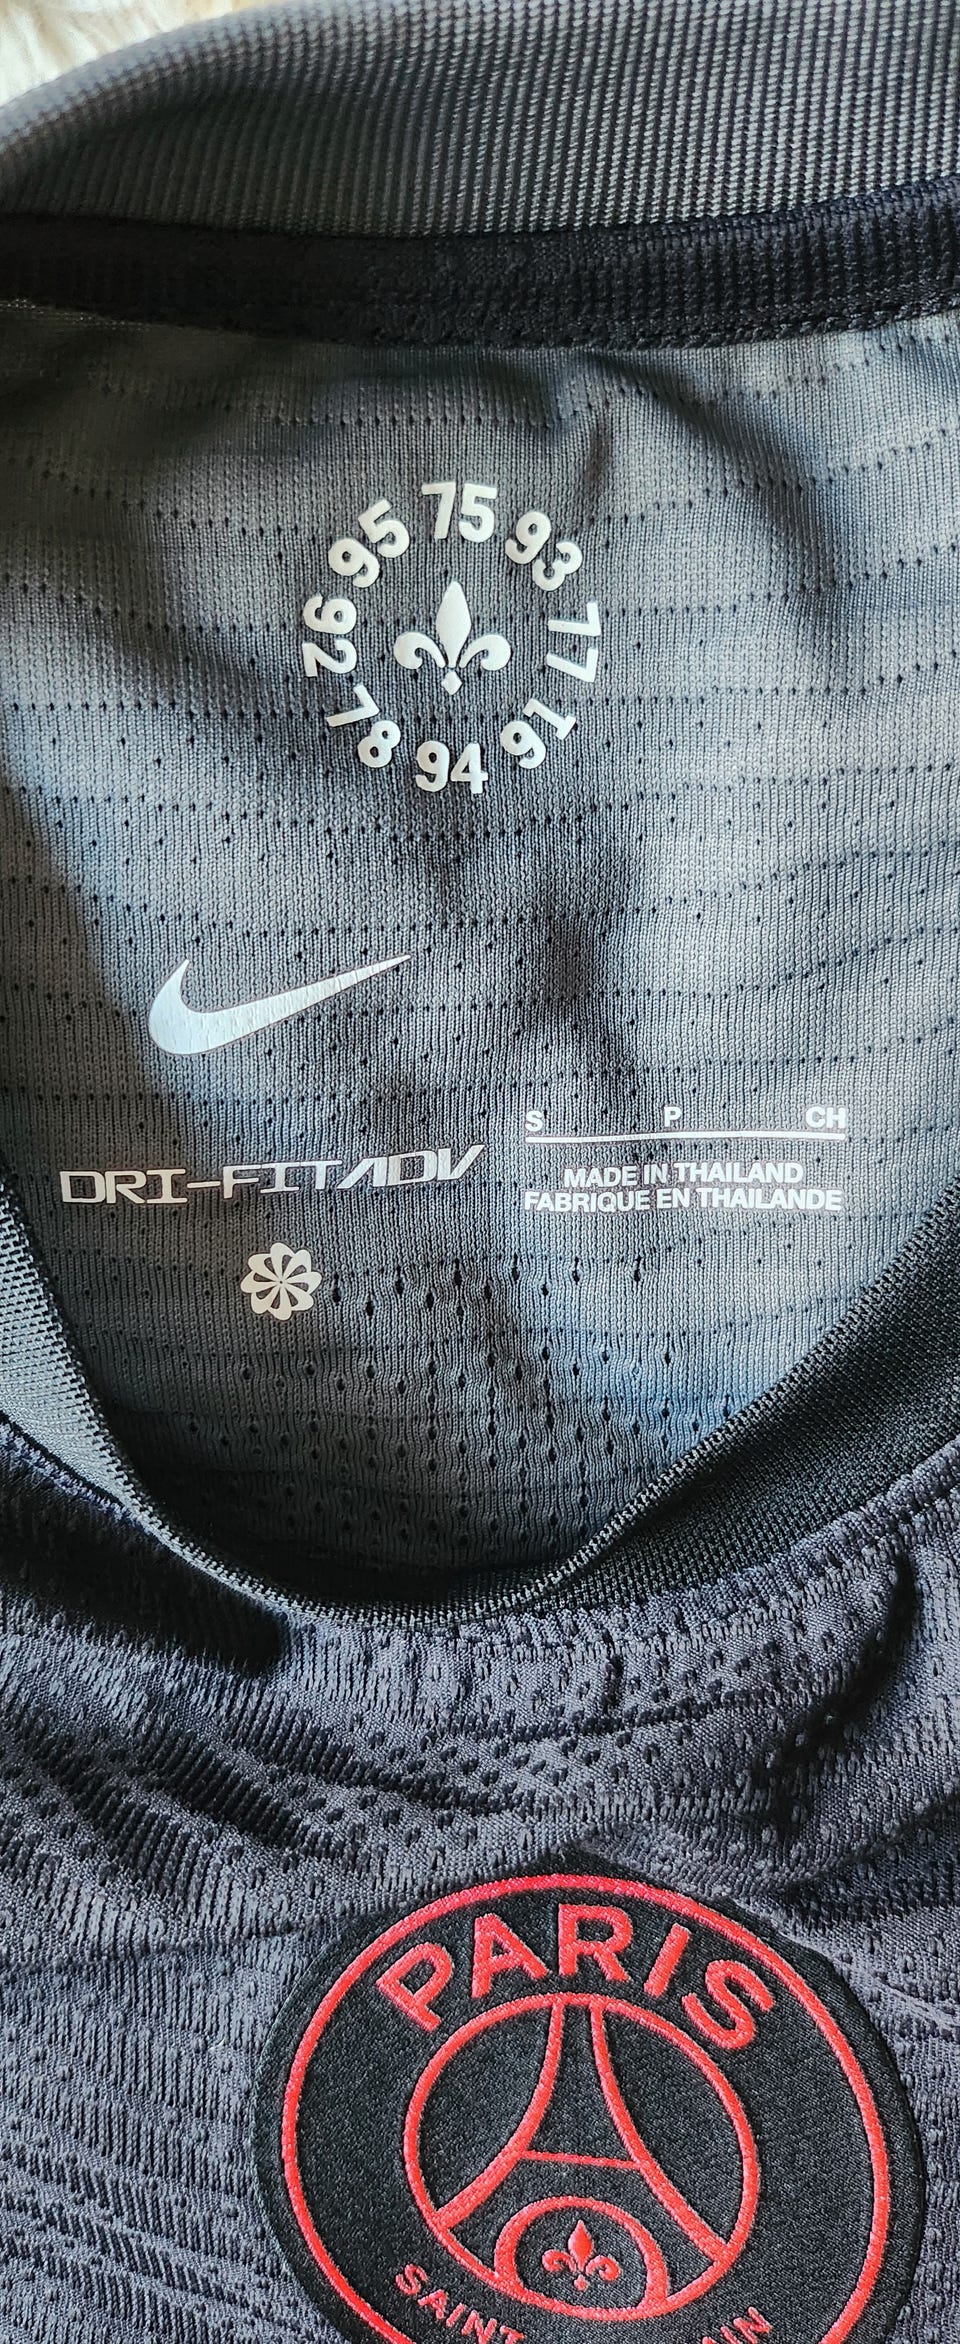 75 93 77 91 94 78 92 95
DRI-FIT ADV
S P CH
MADE IN THAILAND
FABRIQUE EN THAILANDE
PARIS
SAINT